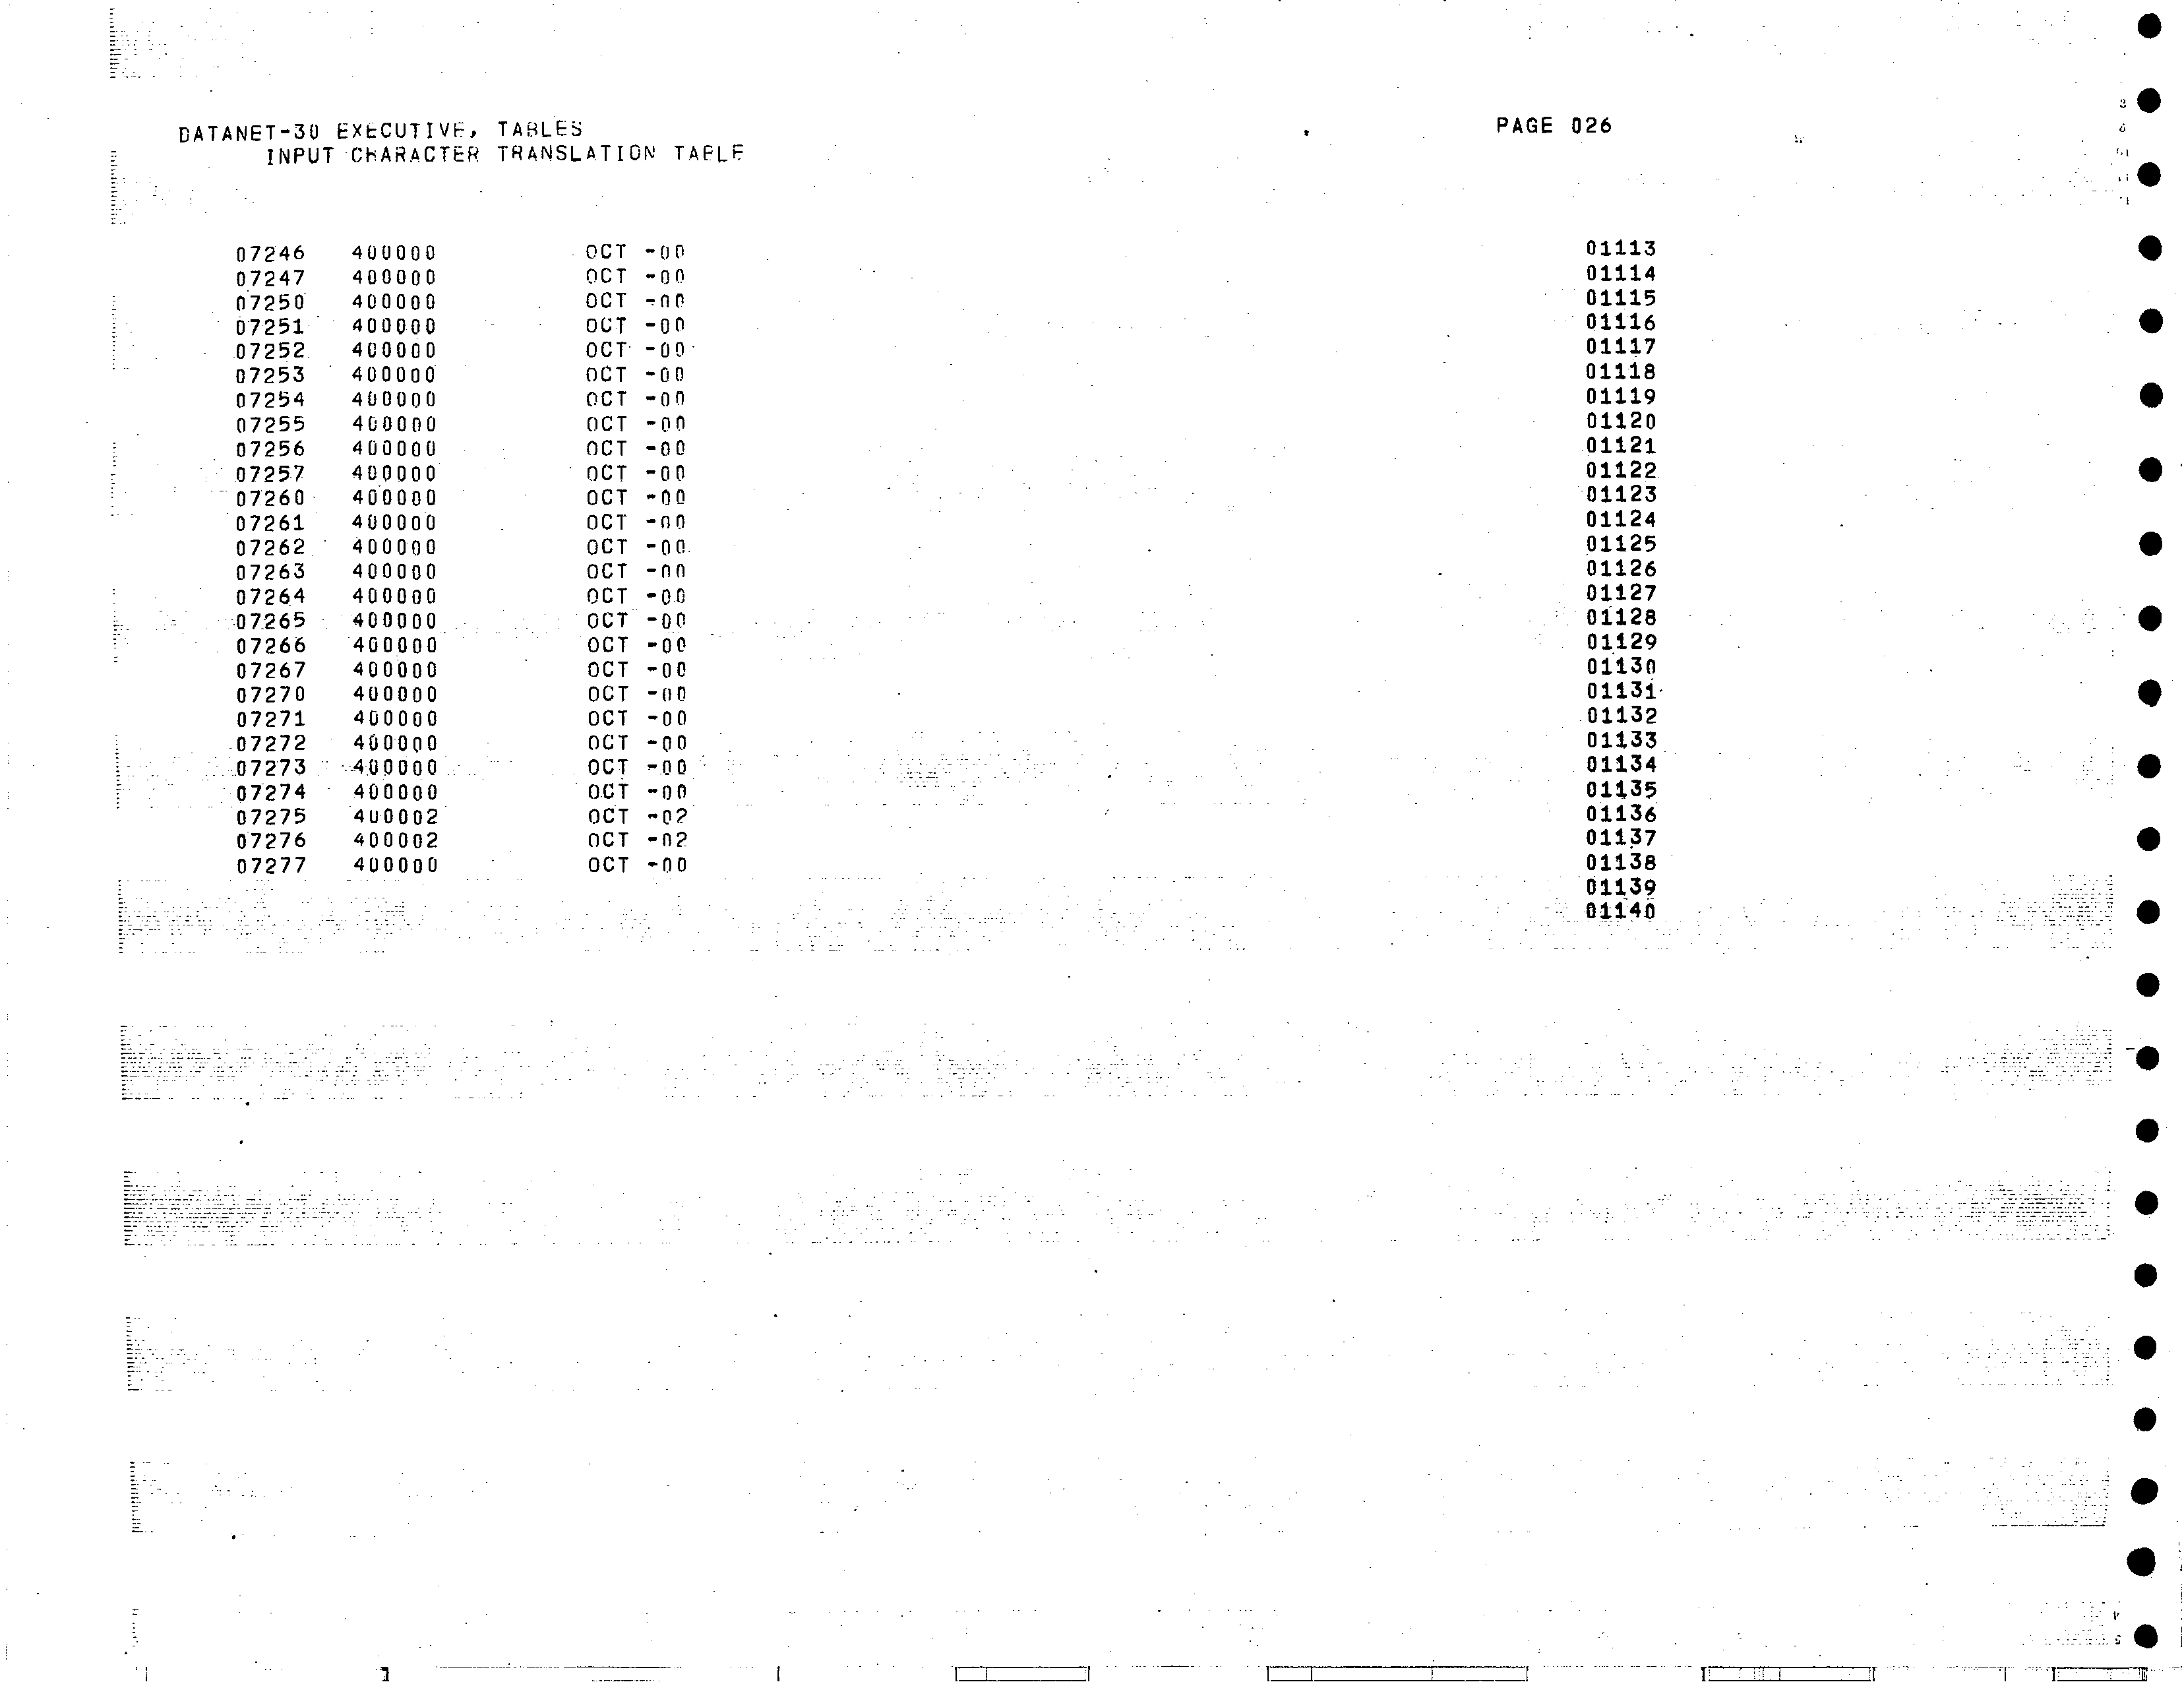 DATANET-30 EXECUTIVE, TABLES PAGE 026
INPUT CHARACTER TRANSLATION TABLE
07246 400000 OCT -00 01113
07247 400000 OCT -00 01114
07250 400000 OCT -00 01115
07251 400000 OCT -00 01116
07252 400000 OCT -00 01117
07253 400000 OCT -00 01118
07254 400000 OCT -00 01119
07255 400000 OCT -00 01120
07256 400000 OCT -00 01121
07257 400000 OCT -00 01122
07260 400000 OCT -00 01123
07261 400000 OCT -00 01124
07262 400000 OCT -00 01125
07263 400000 OCT -00 01126
07264 400000 OCT -00 01127
07265 400000 OCT -00 01128
07266 400000 OCT -00 01129
07267 400000 OCT -00 01130
07270 400000 OCT -00 01131
07271 400000 OCT -00 01132
07272 400000 OCT -00 01133
07273 400000 OCT -00 01134
07274 400000 OCT -00 01135
07275 400002 OCT -02 01136
07276 400002 OCT -02 01137
07277 400000 OCT -00 01138
01139
01140